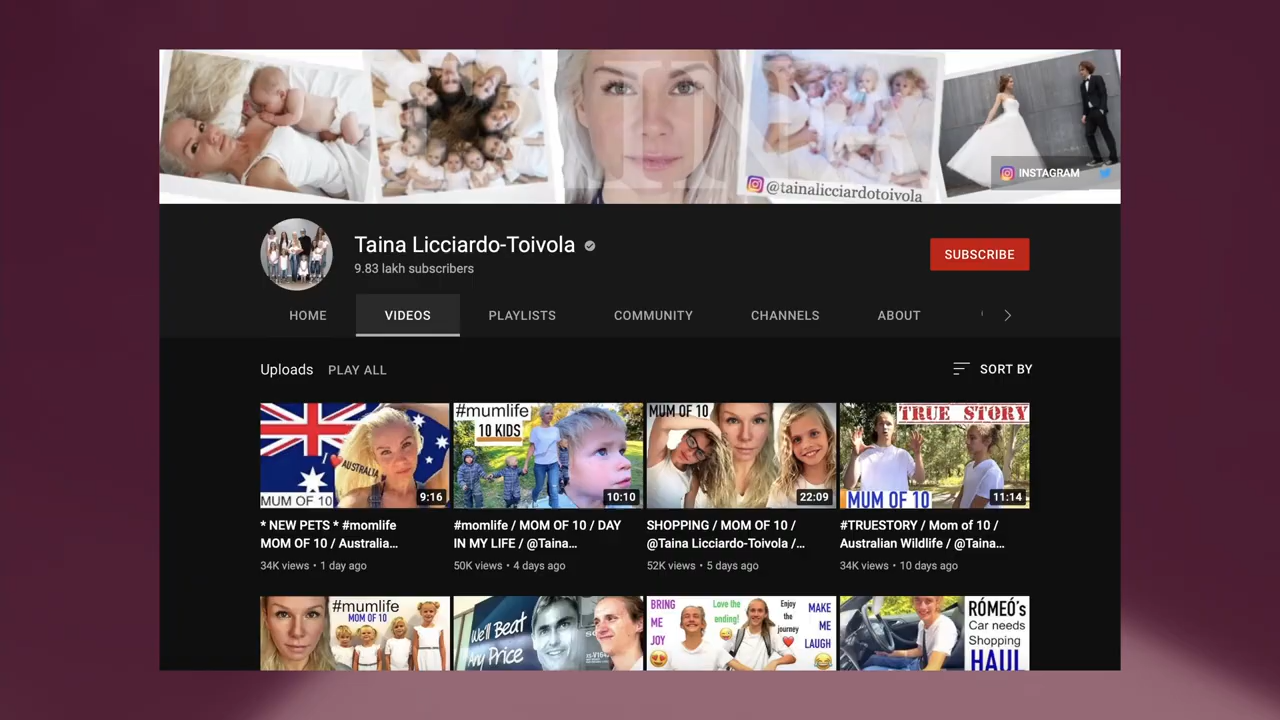 @tainalicciardotoivola
INSTAGRAM
Taina Licciardo-Toivola
9.83 lakh subscribers
SUBSCRIBE
HOME
VIDEOS
PLAYLISTS
COMMUNITY
CHANNELS
ABOUT
Uploads
PLAY ALL
SORT BY
AUSTRALIA
MUM OF 10
9:16
#mumlife
10 KIDS
10:10
MUM OF 10
22:09
TRUE STORY
MUM OF 10
11:14
* NEW PETS * #momlife
MOM OF 10 / Australia...
34K views • 1 day ago
#momlife / MOM OF 10 / DAY
IN MY LIFE / @Taina...
50K views • 4 days ago
SHOPPING / MOM OF 10 /
@Taina Licciardo-Toivola /...
52K views • 5 days ago
#TRUESTORY / Mom of 10 /
Australian Wildlife / @Taina...
34K views • 10 days ago
#mumlife
MOM OF 10
We'll Beat
Any Price
BRING
ME
JOY
Love the
ending!
Enjoy
the
journey
MAKE
ME
LAUGH
RÓMEÓ's
Car needs
Shopping
HAUL